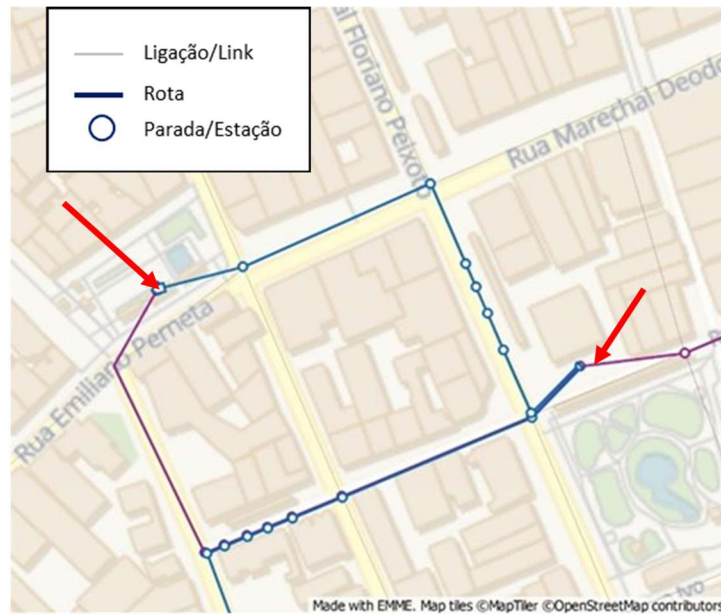 Ligação/Link
Rota
Parada/Estação
al Floriano Peixoto
Rua Marechal Deodo
Rua Emiliano Perneta
Made with EMME. Map tiles ©MapTiler ©OpenStreetMap contributors